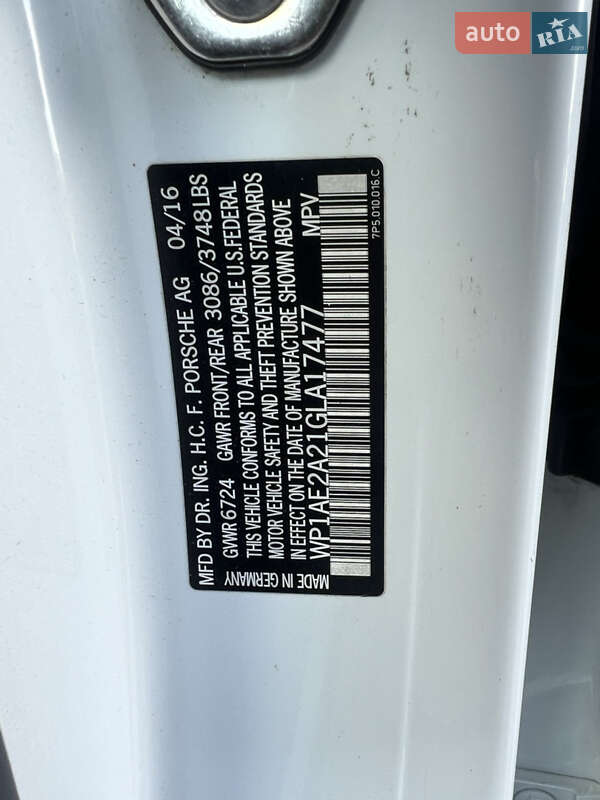 auto RIA .com
MFD BY DR. ING. H.C. F. PORSCHE AG 04/16
GVWR 6724 GAWR FRONT/REAR 3086/3748LBS
THIS VEHICLE CONFORMS TO ALL APPLICABLE U.S.FEDERAL
MOTOR VEHICLE SAFETY AND THEFT PREVENTION STANDARDS
IN EFFECT ON THE DATE OF MANUFACTURE SHOWN ABOVE
WP1AE2A21GLA17477 MPV
MADE IN GERMANY
7P5.010.016.C